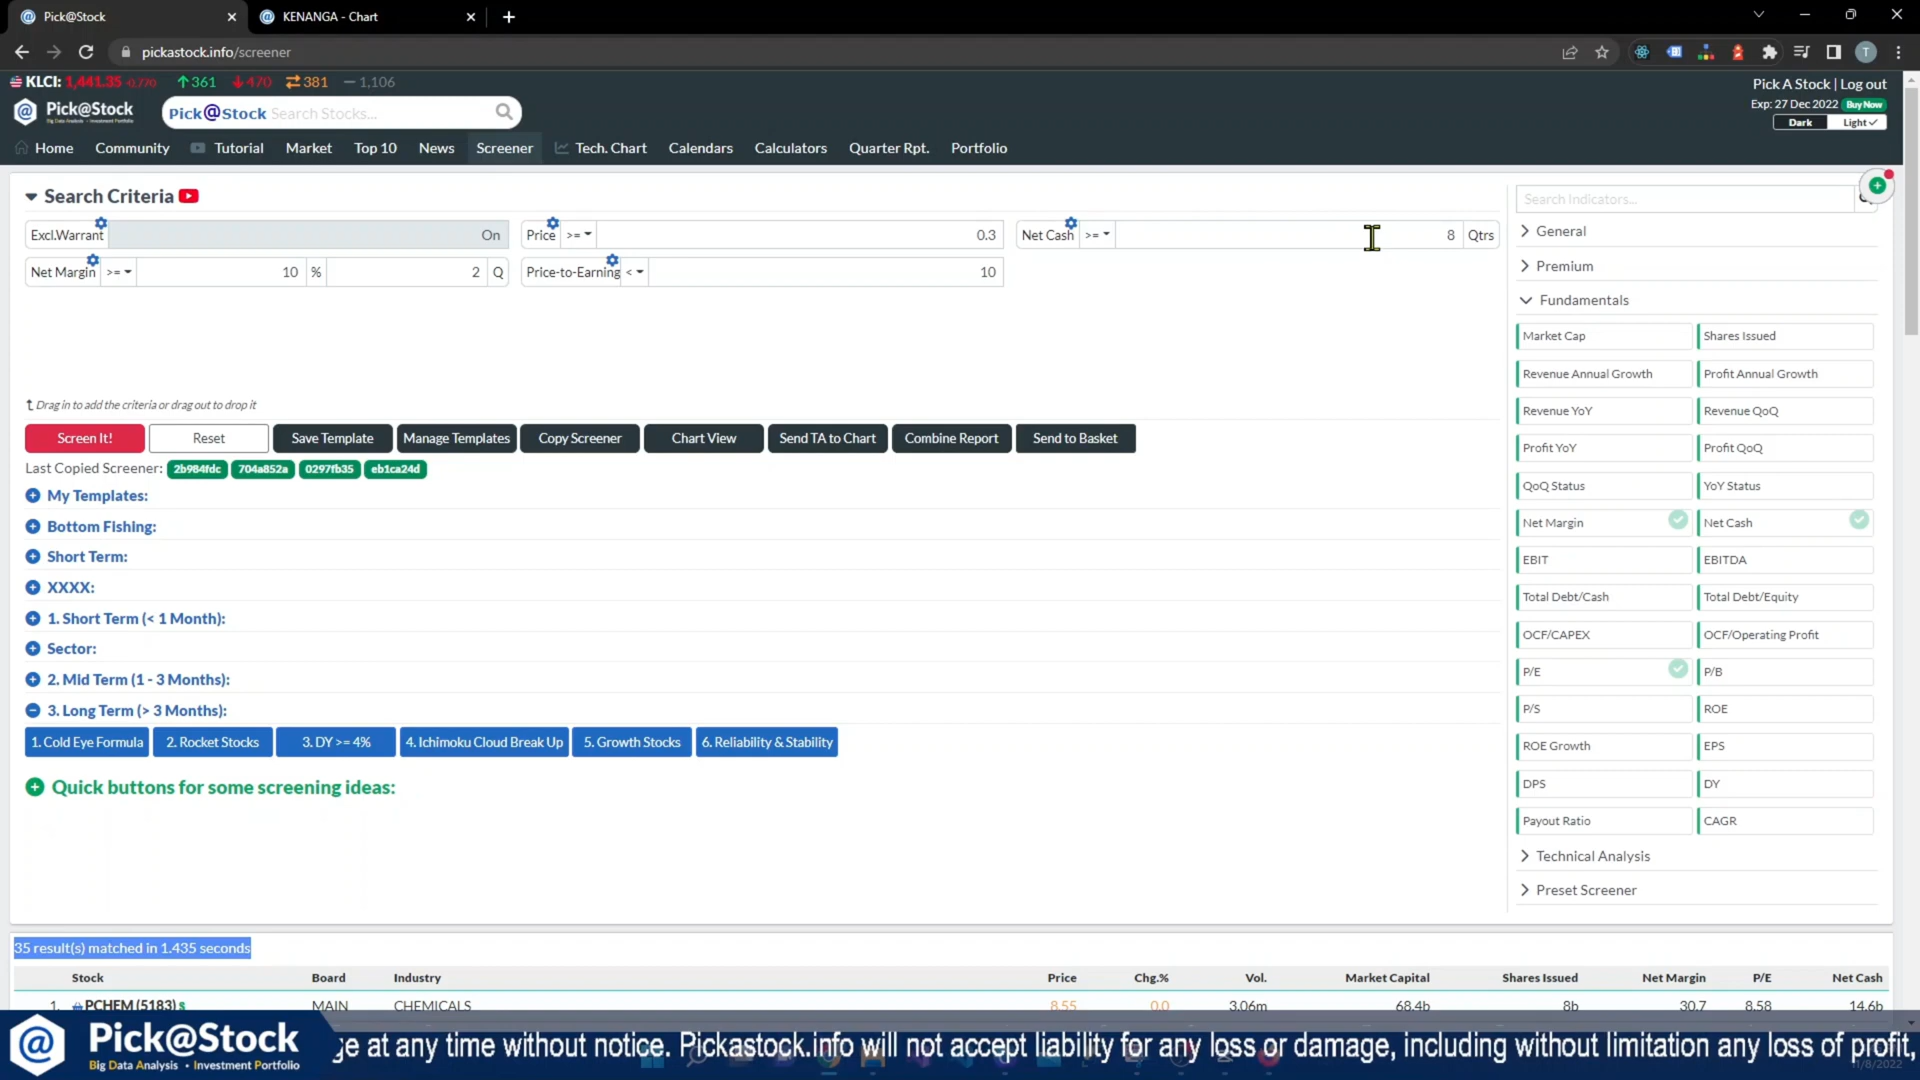 Pick@Stock
KENANGA - Chart
pickastock.info/screener
KLCI: 1,441.35 -0.770 361 470 381 1,106
Pick A Stock | Log out
Exp: 27 Dec 2022 Buy Now
Dark Light
Pick@Stock
Big Data Analysis - Investment Portfolio
Pick@Stock Search Stocks...
Home Community Tutorial Market Top 10 News Screener Tech. Chart Calendars Calculators Quarter Rpt. Portfolio
Search Criteria
Excl.Warrant On Price >= 0.3 Net Cash >= 8 Qtrs
Net Margin >= 10 % 2 Q Price-to-Earning < 10
Drag in to add the criteria or drag out to drop it
Screen It! Reset Save Template Manage Templates Copy Screener Chart View Send TA to Chart Combine Report Send to Basket
Last Copied Screener: 2b984fdc 704a852a 0297fb35 eb1ca24d
My Templates:
Bottom Fishing:
Short Term:
XXXX:
1. Short Term (< 1 Month):
Sector:
2. Mid Term (1 - 3 Months):
3. Long Term (> 3 Months):
1. Cold Eye Formula 2. Rocket Stocks 3. DY >= 4% 4. Ichimoku Cloud Break Up 5. Growth Stocks 6. Reliability & Stability
Quick buttons for some screening ideas:
Search Indicators...
General
Premium
Fundamentals
Market Cap Shares Issued
Revenue Annual Growth Profit Annual Growth
Revenue YoY Revenue QoQ
Profit YoY Profit QoQ
QoQ Status YoY Status
Net Margin Net Cash
EBIT EBITDA
Total Debt/Cash Total Debt/Equity
OCF/CAPEX OCF/Operating Profit
P/E P/B
P/S ROE
ROE Growth EPS
DPS DY
Payout Ratio CAGR
Technical Analysis
Preset Screener
35 result(s) matched in 1.435 seconds
Stock Board Industry Price Chg.% Vol. Market Capital Shares Issued Net Margin P/E Net Cash
1. PCHEM (5183) $ MAIN CHEMICALS 8.55 0.0 3.06m 68.4b 8b 30.7 8.58 14.6b
Pick@Stock
Big Data Analysis • Investment Portfolio
ge at any time without notice. Pickastock.info will not accept liability for any loss or damage, including without limitation any loss of profit,